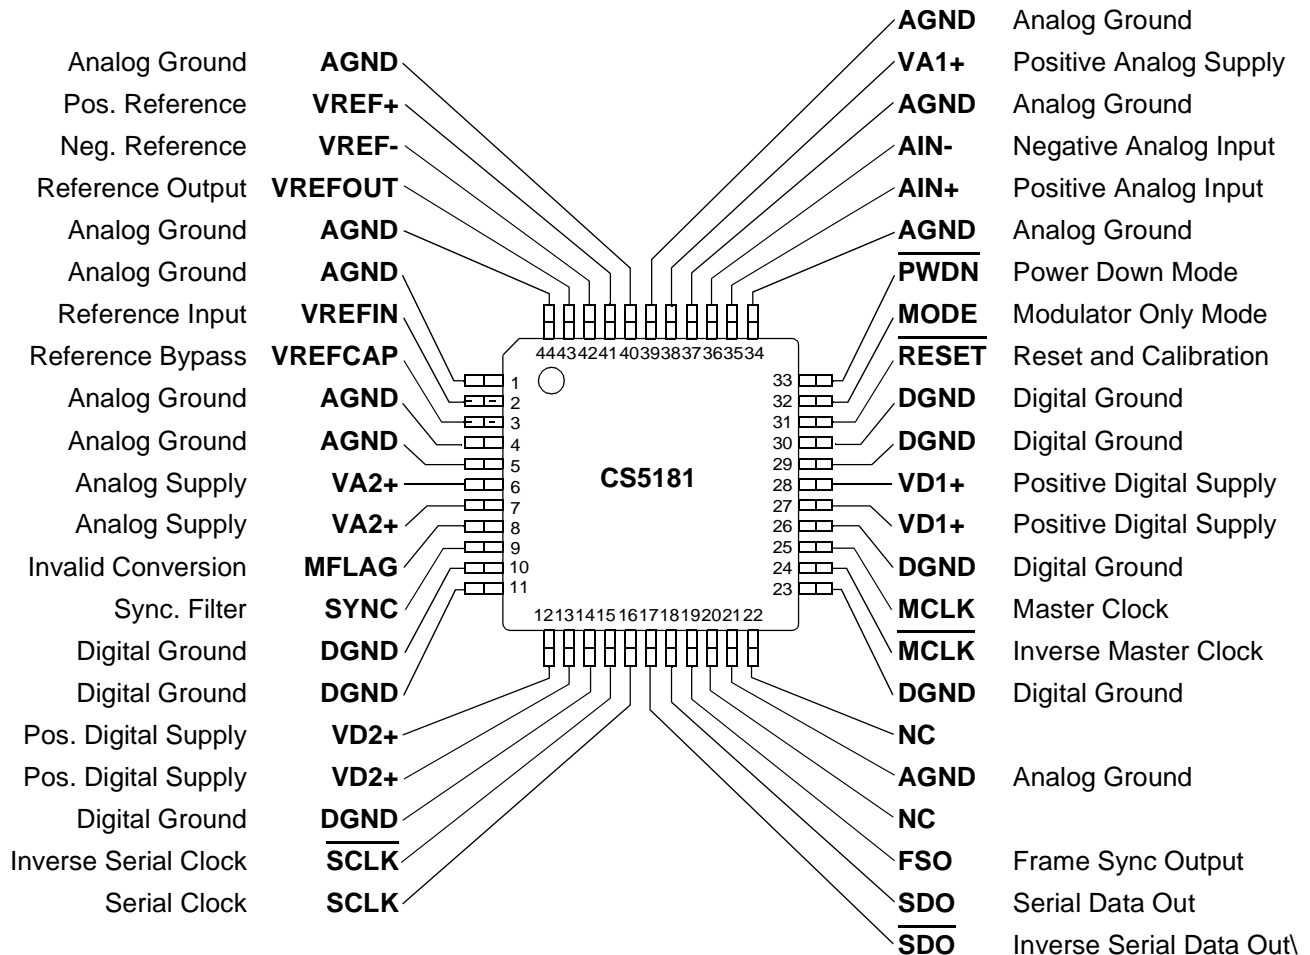 AGND Analog Ground
Analog Ground AGND VA1+ Positive Analog Supply
Pos. Reference VREF+ AGND Analog Ground
Neg. Reference VREF- AIN- Negative Analog Input
Reference Output VREFOUT AIN+ Positive Analog Input
Analog Ground AGND AGND Analog Ground
Analog Ground AGND PWDN Power Down Mode
Reference Input VREFIN MODE Modulator Only Mode
Reference Bypass VREFCAP RESET Reset and Calibration
Analog Ground AGND DGND Digital Ground
Analog Ground AGND DGND Digital Ground
Analog Supply VA2+ VD1+ Positive Digital Supply
Analog Supply VA2+ VD1+ Positive Digital Supply
Invalid Conversion MFLAG DGND Digital Ground
Sync. Filter SYNC MCLK Master Clock
Digital Ground DGND MCLK Inverse Master Clock
Digital Ground DGND DGND Digital Ground
Pos. Digital Supply VD2+ NC
Pos. Digital Supply VD2+ AGND Analog Ground
Digital Ground DGND NC
Inverse Serial Clock SCLK FSO Frame Sync Output
Serial Clock SCLK SDO Serial Data Out
SDO Inverse Serial Data Out\
44 43 42 41 40 39 38 37 36 35 34
1 33
2 32
3 31
4 30
5 29
CS5181
6 28
7 27
8 26
9 25
10 24
11 23
12 13 14 15 16 17 18 19 20 21 22